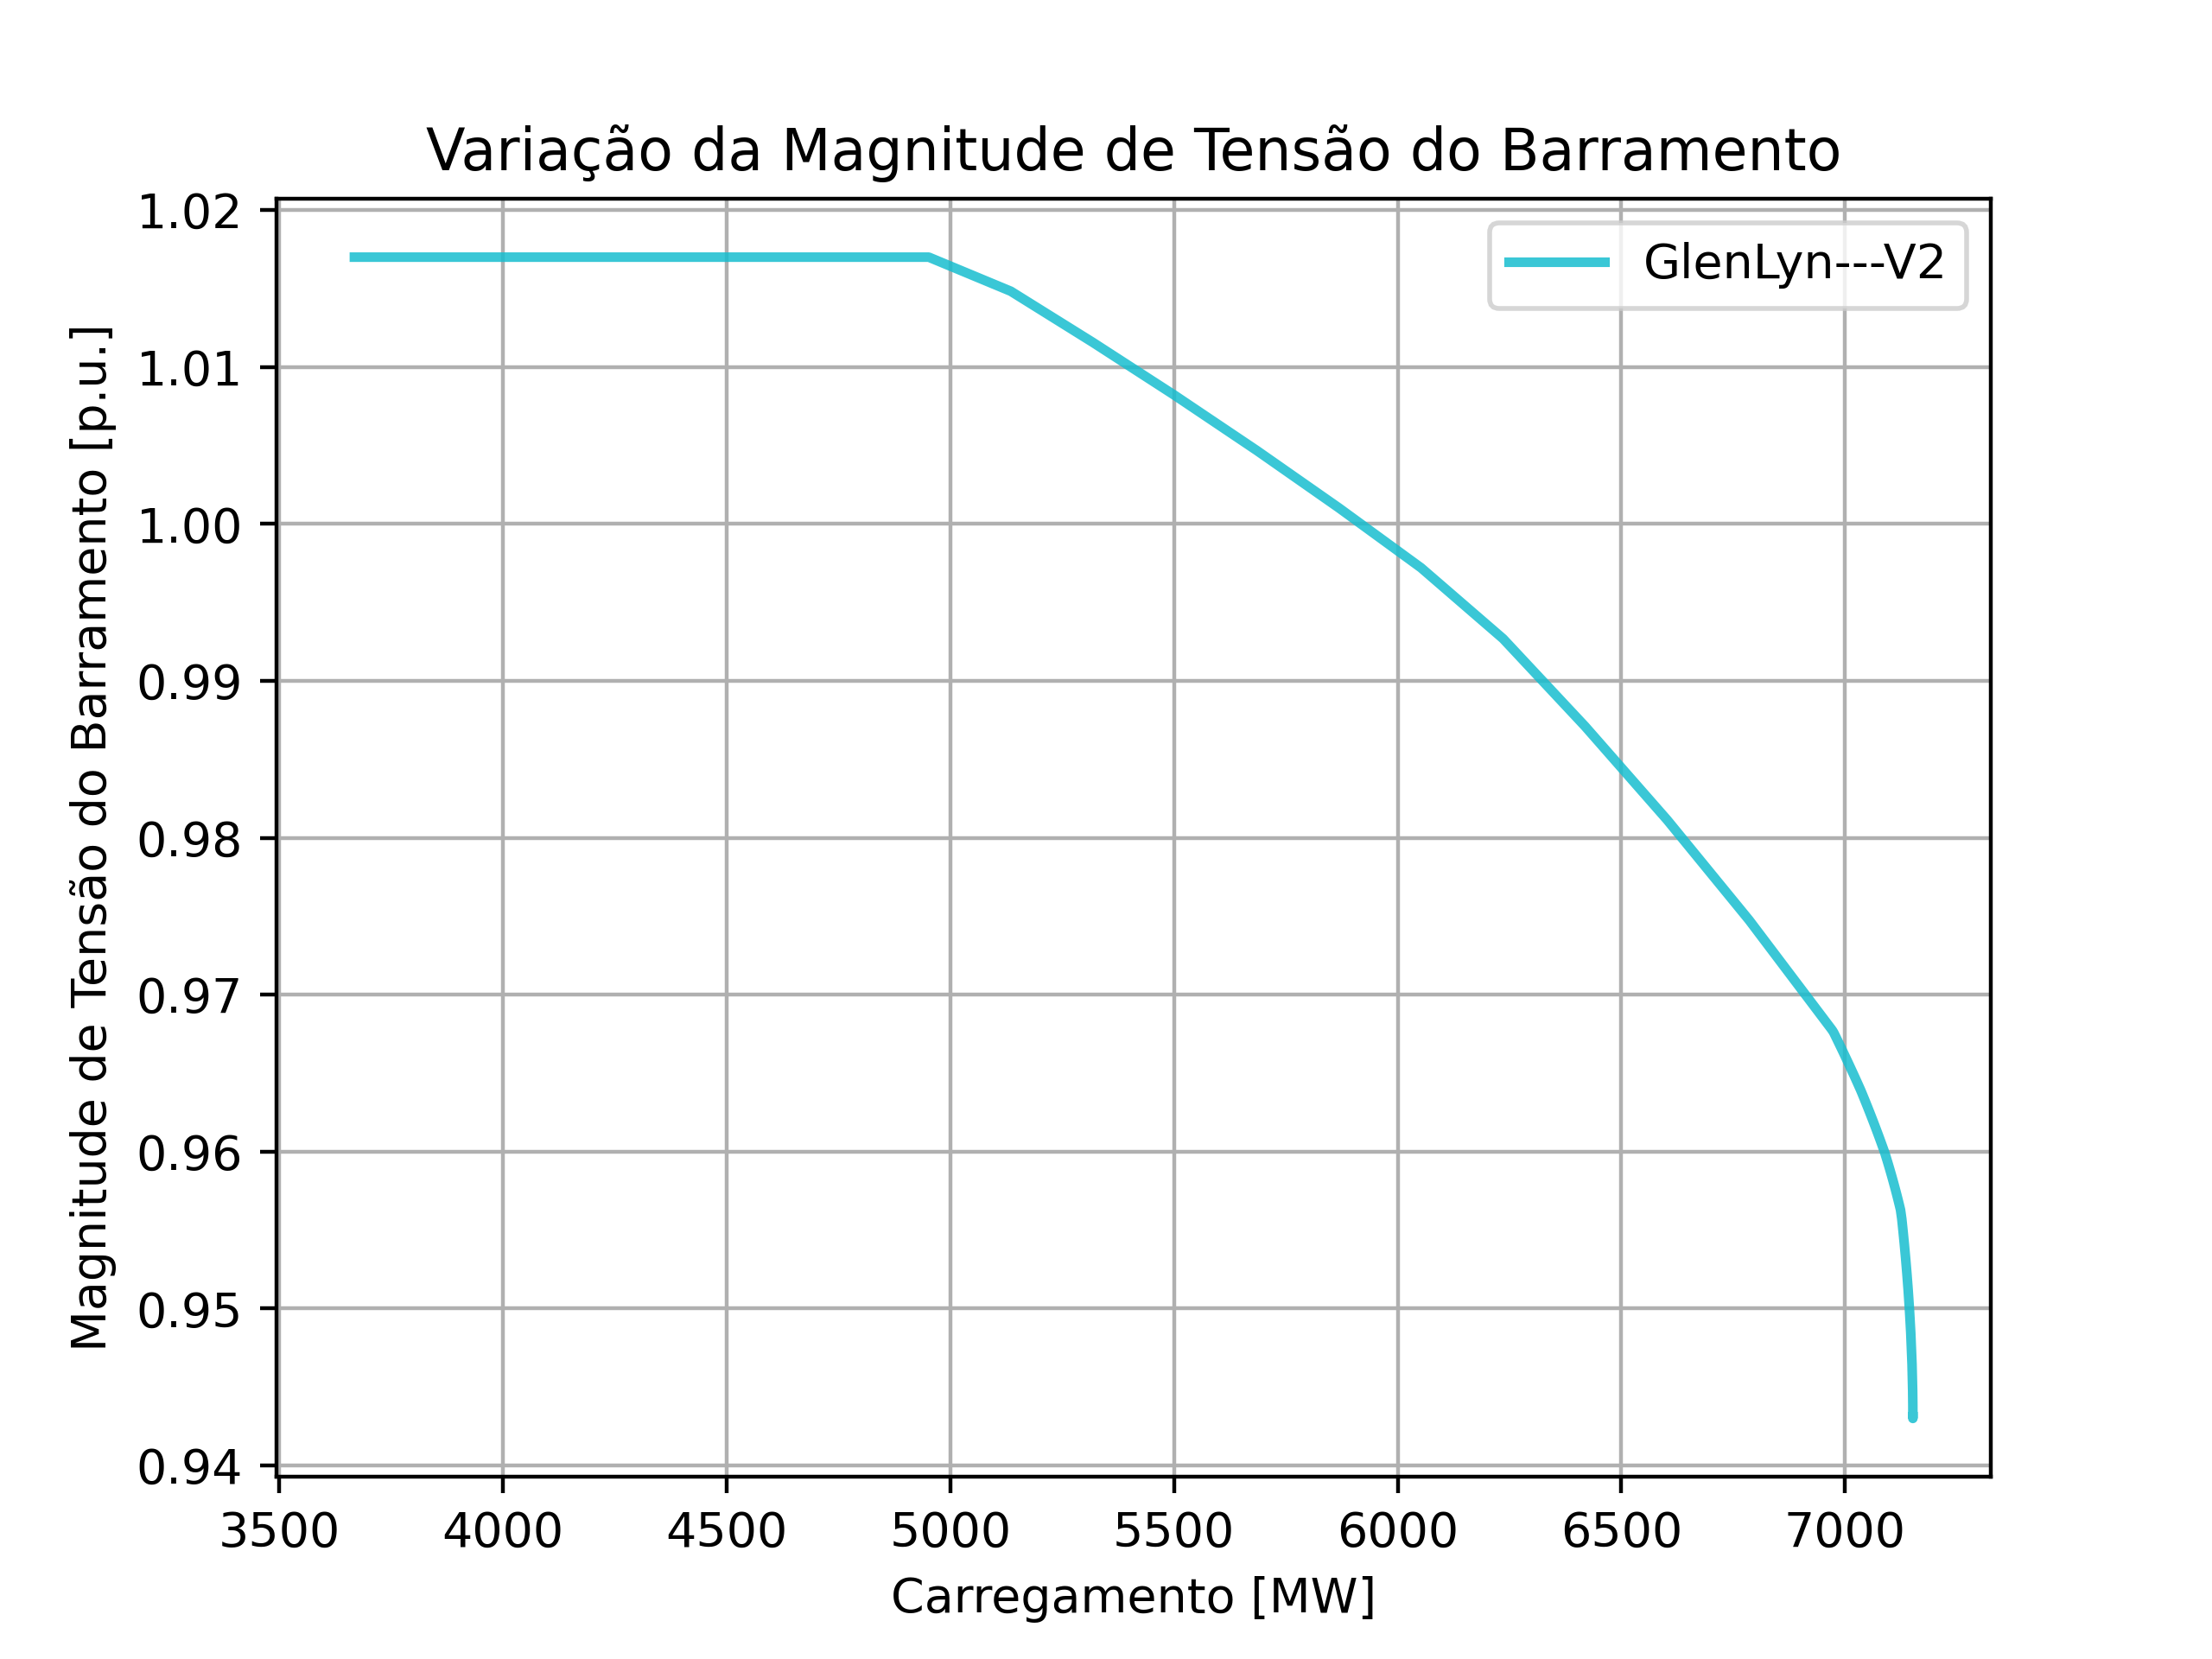 Variação da Magnitude de Tensão do Barramento
GlenLyn---V2
Magnitude de Tensão do Barramento [p.u.]
1.02
1.01
1.00
0.99
0.98
0.97
0.96
0.95
0.94
3500 4000 4500 5000 5500 6000 6500 7000
Carregamento [MW]